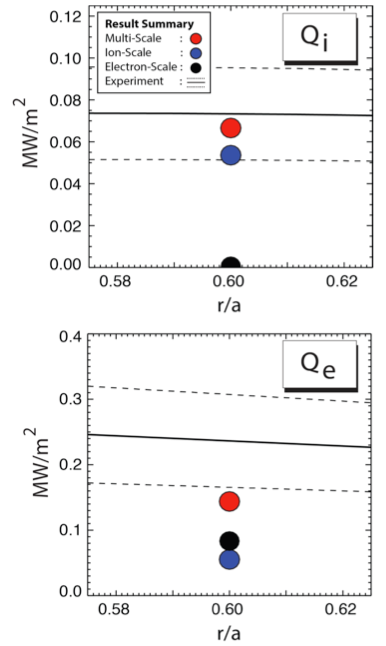 0.12
0.10
0.08
0.06
0.04
0.02
0.00
MW/m2
Result Summary
Multi-Scale :
Ion-Scale :
Electron-Scale :
Experiment :
Qi
0.58
0.60
0.62
r/a
0.4
0.3
0.2
0.1
0.0
MW/m2
Qe
0.58
0.60
0.62
r/a